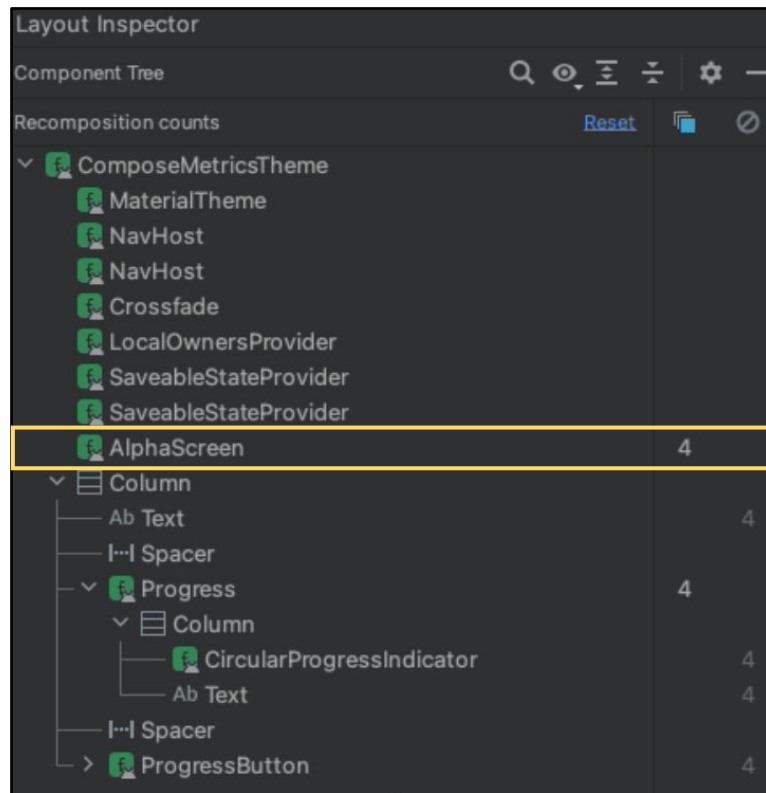 Layout Inspector
Component Tree
Recomposition counts Reset
ComposeMetricsTheme
MaterialTheme
NavHost
NavHost
Crossfade
LocalOwnersProvider
SaveableStateProvider
SaveableStateProvider
AlphaScreen 4
Column
Ab Text 4
Spacer
Progress 4
Column
CircularProgressIndicator 4
Ab Text 4
Spacer
ProgressButton 4